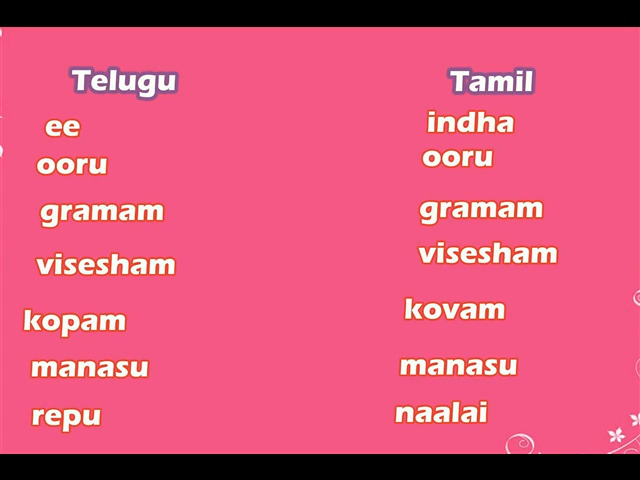 Telugu Tamil
ee indha
ooru ooru
gramam gramam
visesham visesham
kopam kovam
manasu manasu
repu naalai